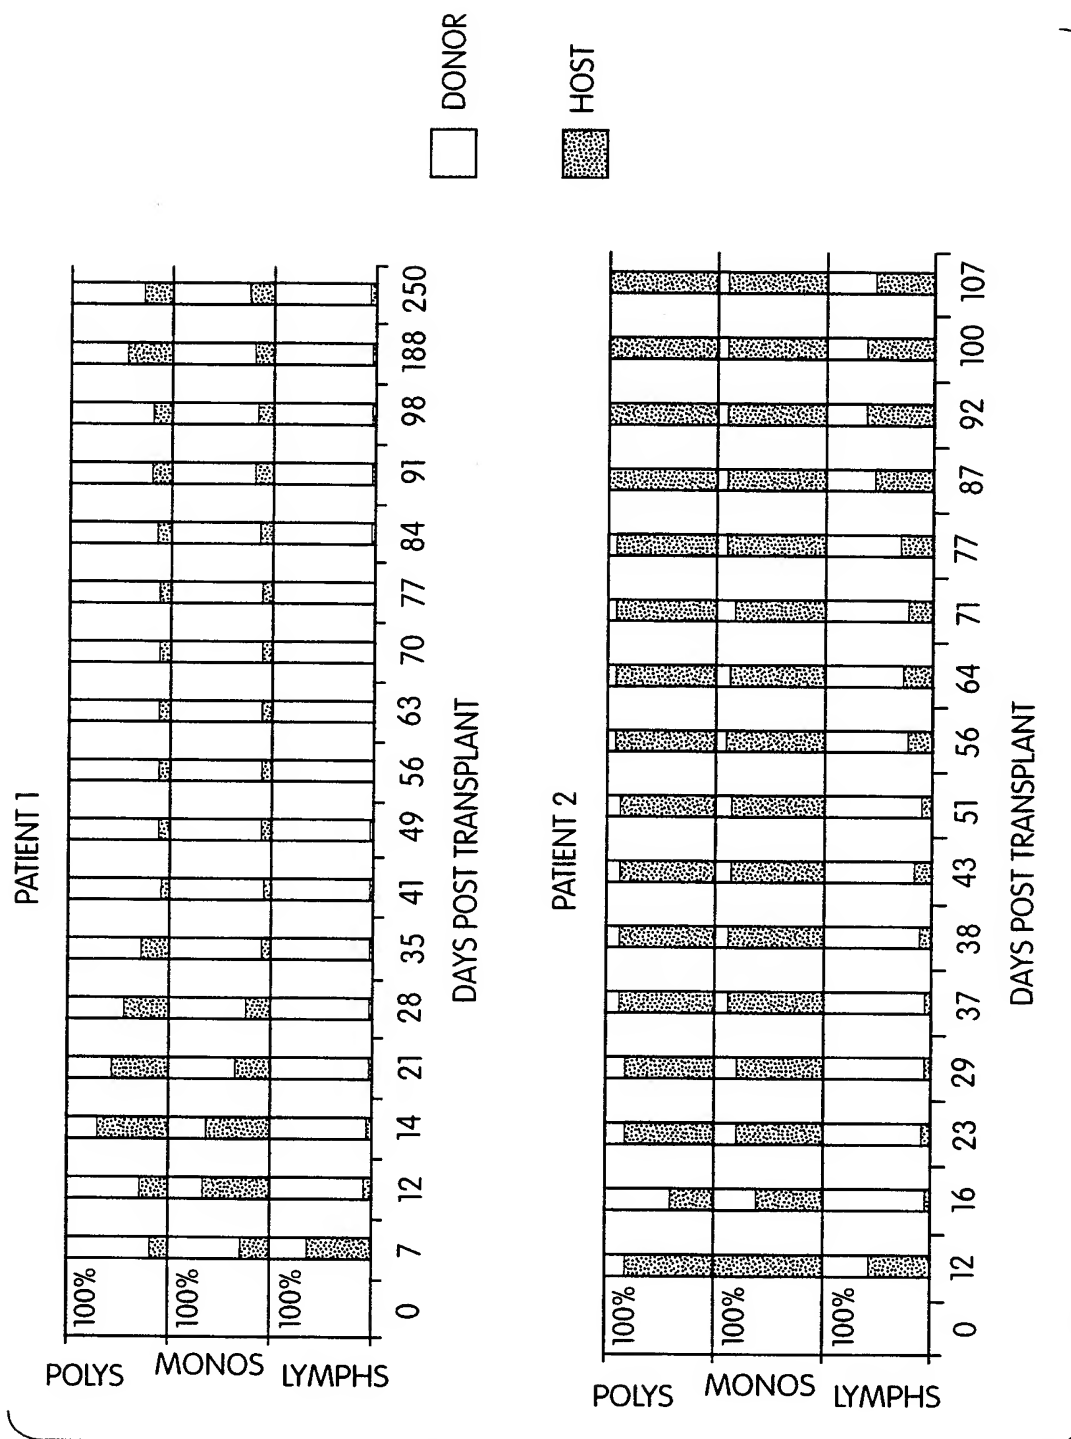 PATIENT 1
POLYS
MONOS
LYMPHS
100%
100%
100%
0 7 12 14 21 28 35 41 49 56 63 70 77 84 91 98 188 250
DAYS POST TRANSPLANT
DONOR
HOST
PATIENT 2
POLYS
MONOS
LYMPHS
100%
100%
100%
0 12 16 23 29 37 38 43 51 56 64 71 77 87 92 100 107
DAYS POST TRANSPLANT